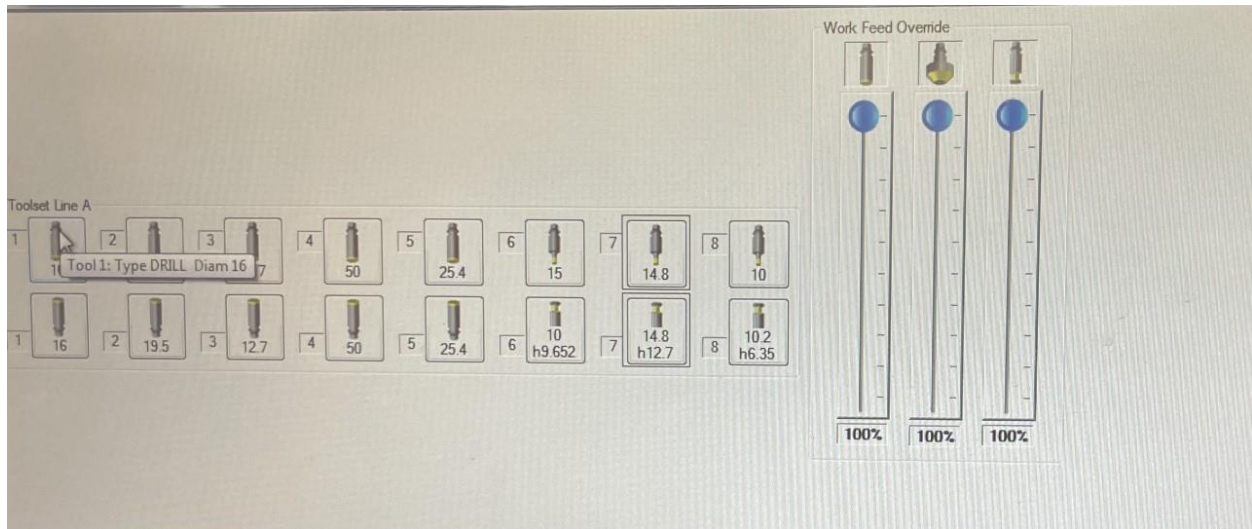 Work Feed Override
Toolset Line A
1 2 3 4 5 6 7 8
Tool 1: Type DRILL Diam 16
7 50 25.4 15 14.8 10
1 2 3 4 5 6 7 8
16 19.5 12.7 50 25.4 10 14.8 10.2
h9.652 h12.7 h6.35
100% 100% 100%